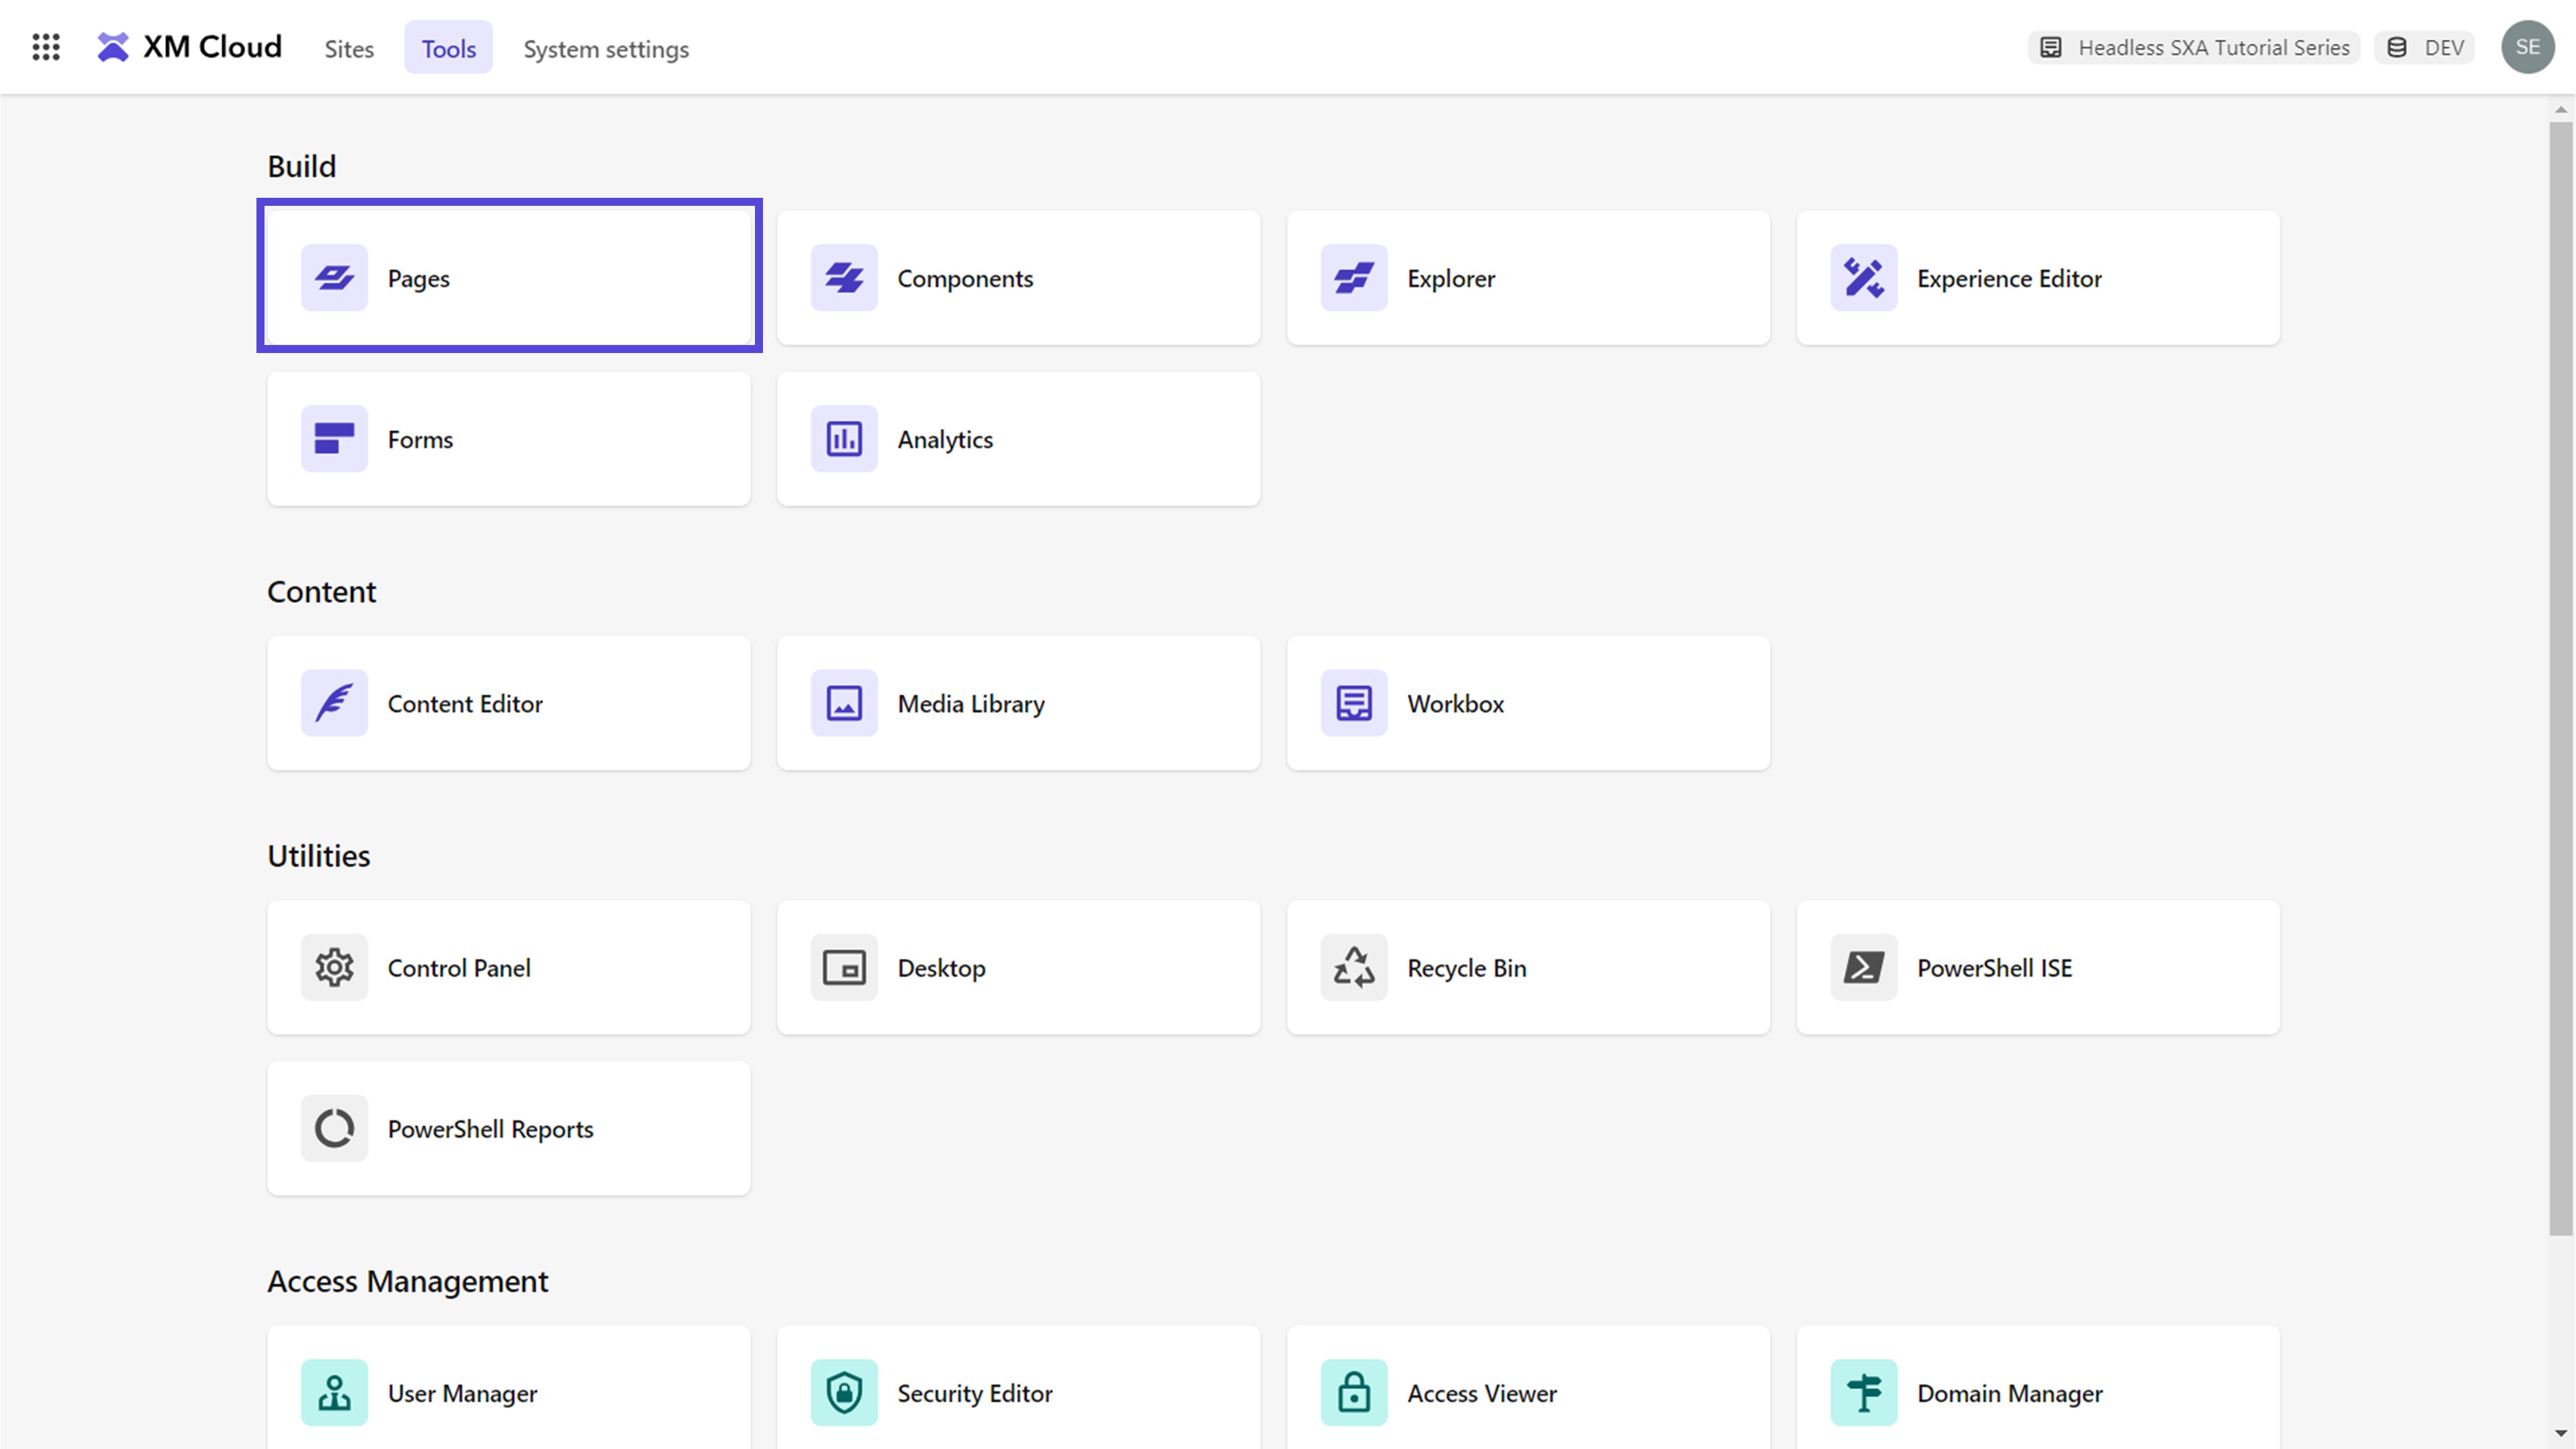 XM Cloud
Sites
Tools
System settings
Headless SXA Tutorial Series
DEV
SE
Build
Pages
Components
Explorer
Experience Editor
Forms
Analytics
Content
Content Editor
Media Library
Workbox
Utilities
Control Panel
Desktop
Recycle Bin
PowerShell ISE
PowerShell Reports
Access Management
User Manager
Security Editor
Access Viewer
Domain Manager